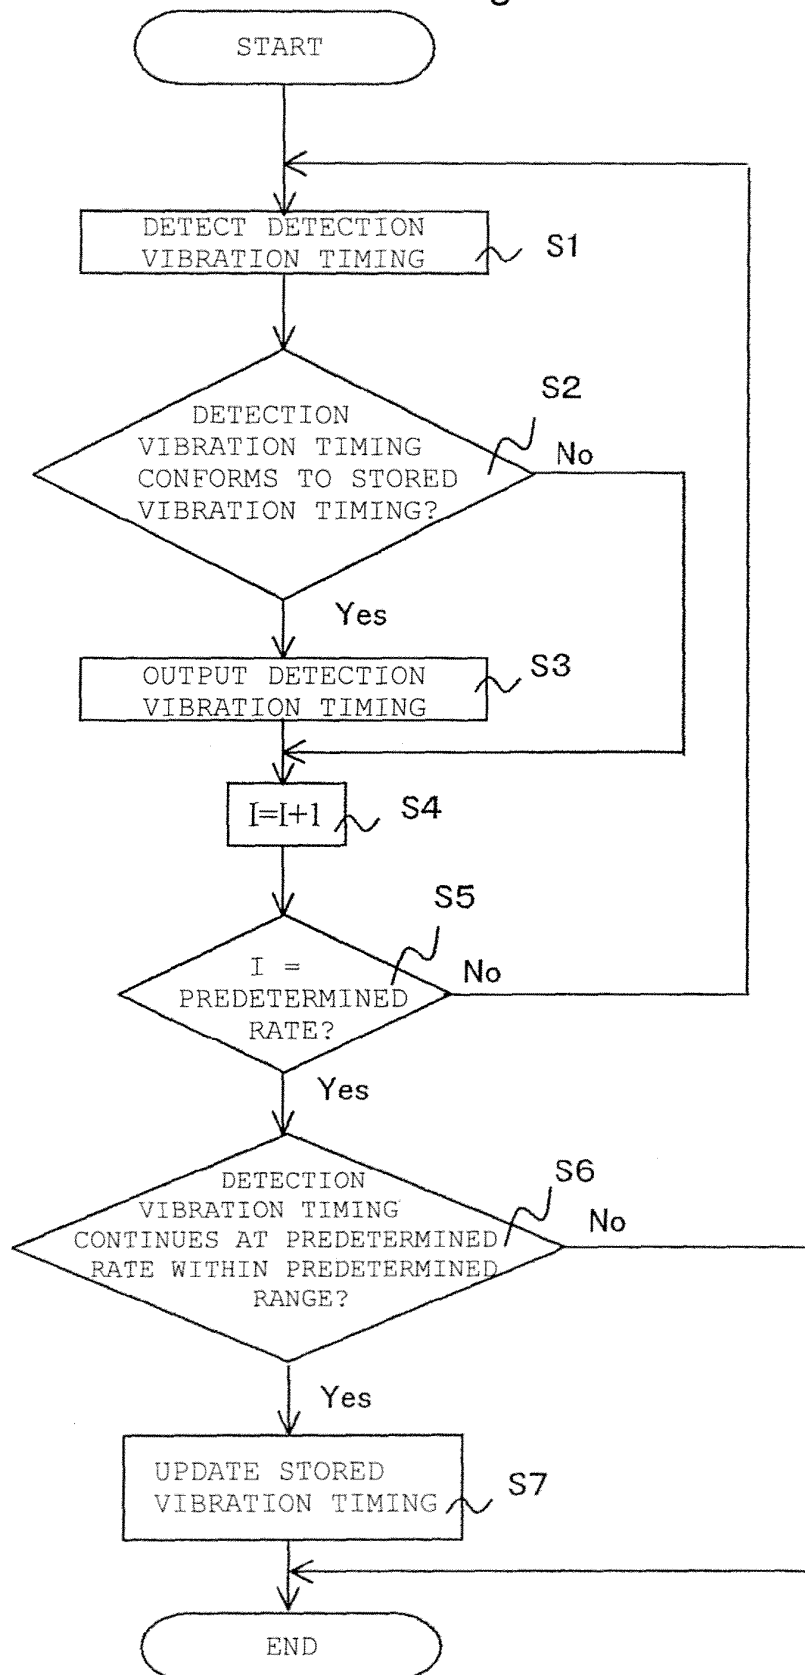 START
DETECT DETECTION
VIBRATION TIMING
S1
S2
DETECTION
VIBRATION TIMING
CONFORMS TO STORED
VIBRATION TIMING?
No
Yes
OUTPUT DETECTION
VIBRATION TIMING
S3
I=I+1
S4
S5
I =
PREDETERMINED
RATE?
No
Yes
S6
DETECTION
VIBRATION TIMING
CONTINUES AT PREDETERMINED
RATE WITHIN PREDETERMINED
RANGE?
No
Yes
UPDATE STORED
VIBRATION TIMING
S7
END